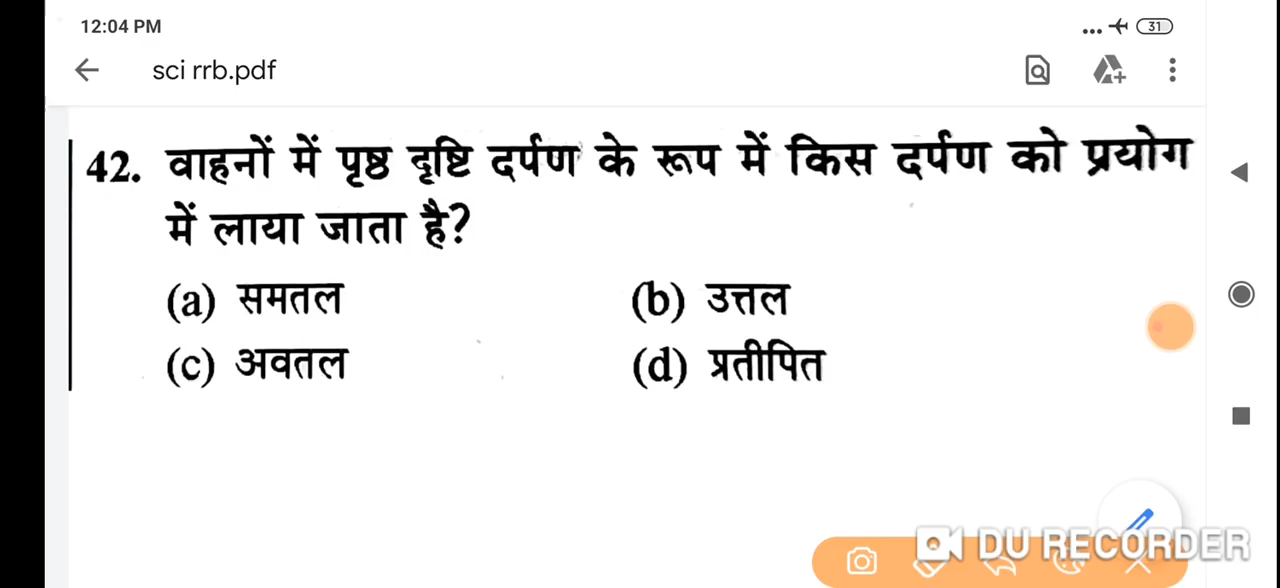 12:04 PM
31
sci rrb.pdf
42. वाहनों में पृष्ठ दृष्टि दर्पण के रूप में किस दर्पण को प्रयोग
में लाया जाता है?
(a) समतल (b) उत्तल
(c) अवतल (d) प्रतीपित
DU RECORDER